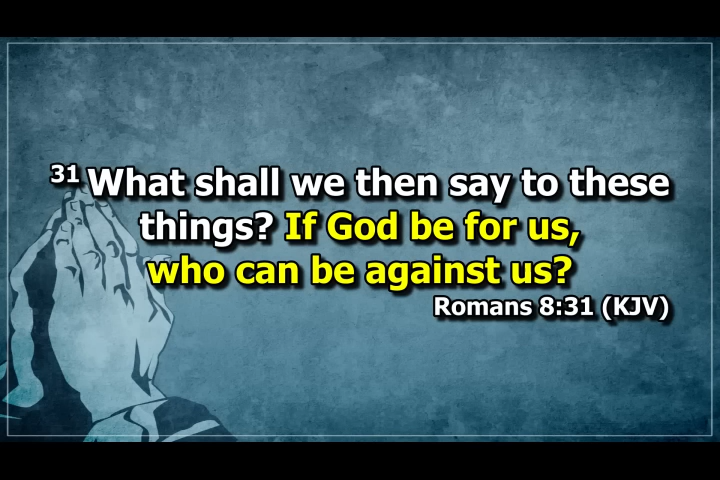 31 What shall we then say to these
things? If God be for us,
who can be against us?
Romans 8:31 (KJV)